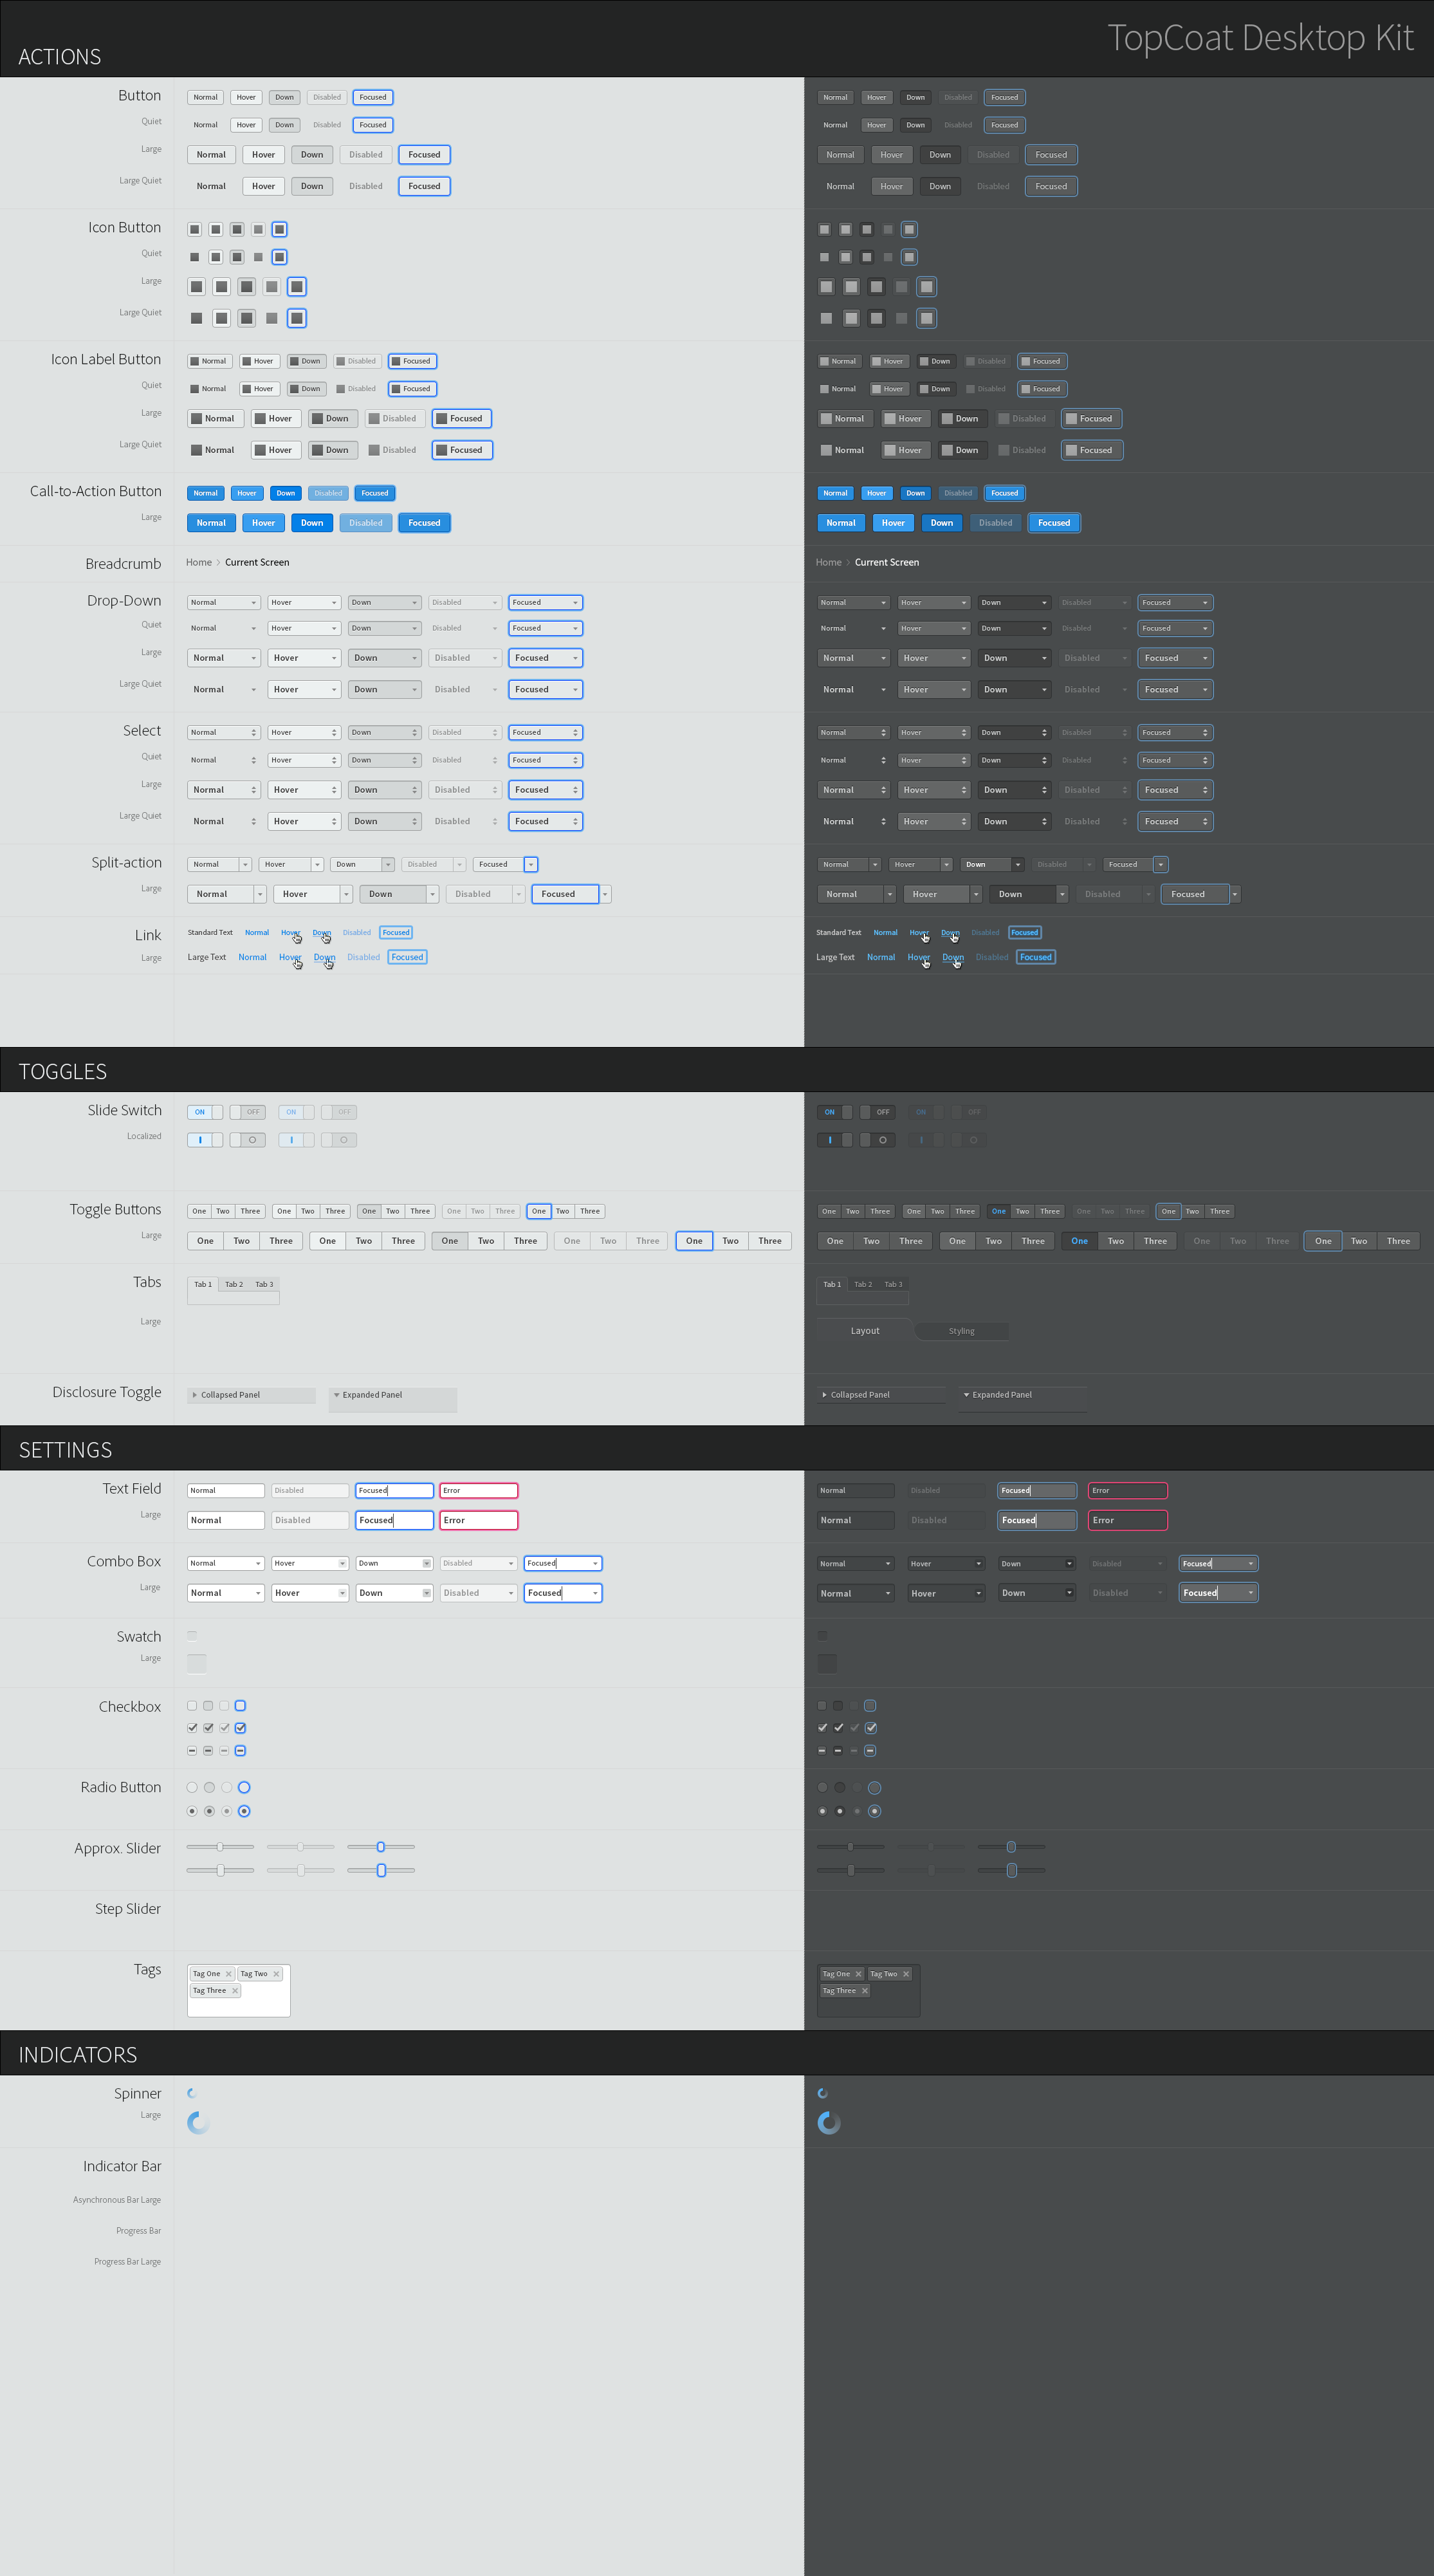 TopCoat Desktop Kit
ACTIONS
Button Normal Hover Down Disabled Focused Normal Hover Down Disabled Focused
Quiet Normal Hover Down Disabled Focused Normal Hover Down Disabled Focused
Large Normal Hover Down Disabled Focused Normal Hover Down Disabled Focused
Large Quiet Normal Hover Down Disabled Focused Normal Hover Down Disabled Focused
Icon Button
Quiet
Large
Large Quiet
Icon Label Button Normal Hover Down Disabled Focused Normal Hover Down Disabled Focused
Quiet Normal Hover Down Disabled Focused Normal Hover Down Disabled Focused
Large Normal Hover Down Disabled Focused Normal Hover Down Disabled Focused
Large Quiet Normal Hover Down Disabled Focused Normal Hover Down Disabled Focused
Call-to-Action Button Normal Hover Down Disabled Focused Normal Hover Down Disabled Focused
Large Normal Hover Down Disabled Focused Normal Hover Down Disabled Focused
Breadcrumb Home Current Screen Home Current Screen
Drop-Down Normal Hover Down Disabled Focused Normal Hover Down Disabled Focused
Quiet Normal Hover Down Disabled Focused Normal Hover Down Disabled Focused
Large Normal Hover Down Disabled Focused Normal Hover Down Disabled Focused
Large Quiet Normal Hover Down Disabled Focused Normal Hover Down Disabled Focused
Select Normal Hover Down Disabled Focused Normal Hover Down Disabled Focused
Quiet Normal Hover Down Disabled Focused Normal Hover Down Disabled Focused
Large Normal Hover Down Disabled Focused Normal Hover Down Disabled Focused
Large Quiet Normal Hover Down Disabled Focused Normal Hover Down Disabled Focused
Split-action Normal Hover Down Disabled Focused Normal Hover Down Disabled Focused
Large Normal Hover Down Disabled Focused Normal Hover Down Disabled Focused
Link Standard Text Normal Hover Down Disabled Focused Standard Text Normal Hover Down Disabled Focused
Large Large Text Normal Hover Down Disabled Focused Large Text Normal Hover Down Disabled Focused
TOGGLES
Slide Switch ON OFF ON OFF ON OFF ON OFF
Localized
Toggle Buttons One Two Three One Two Three One Two Three One Two Three One Two Three One Two Three One Two Three One Two Three One Two Three One Two Three
Large One Two Three One Two Three One Two Three One Two Three One Two Three One Two Three One Two Three One Two Three One Two Three One Two Three
Tabs Tab 1 Tab 2 Tab 3 Tab 1 Tab 2 Tab 3
Large Layout Styling
Disclosure Toggle Collapsed Panel Expanded Panel Collapsed Panel Expanded Panel
SETTINGS
Text Field Normal Disabled Focused Error Normal Disabled Focused Error
Large Normal Disabled Focused Error Normal Disabled Focused Error
Combo Box Normal Hover Down Disabled Focused Normal Hover Down Disabled Focused
Large Normal Hover Down Disabled Focused Normal Hover Down Disabled Focused
Swatch
Large
Checkbox
Radio Button
Approx. Slider
Step Slider
Tags Tag One Tag Two Tag One Tag Two
Tag Three Tag Three
INDICATORS
Spinner
Large
Indicator Bar
Asynchronous Bar Large
Progress Bar
Progress Bar Large